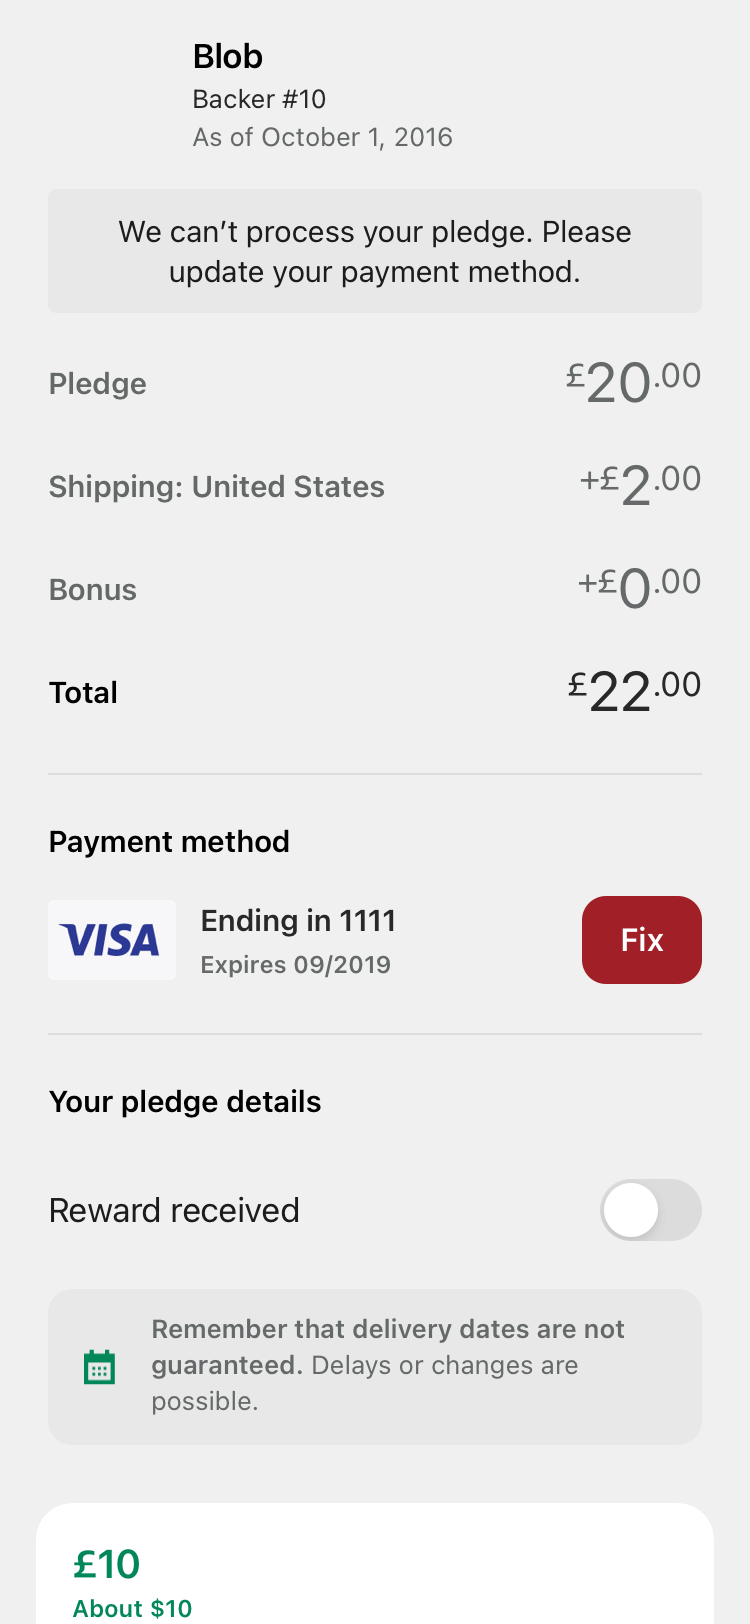 Blob
Backer #10
As of October 1, 2016
We can’t process your pledge. Please
update your payment method.
Pledge
£20.00
Shipping: United States
+£2.00
Bonus
+£0.00
Total
£22.00
Payment method
VISA
Ending in 1111
Expires 09/2019
Fix
Your pledge details
Reward received
Remember that delivery dates are not
guaranteed. Delays or changes are
possible.
£10
About $10